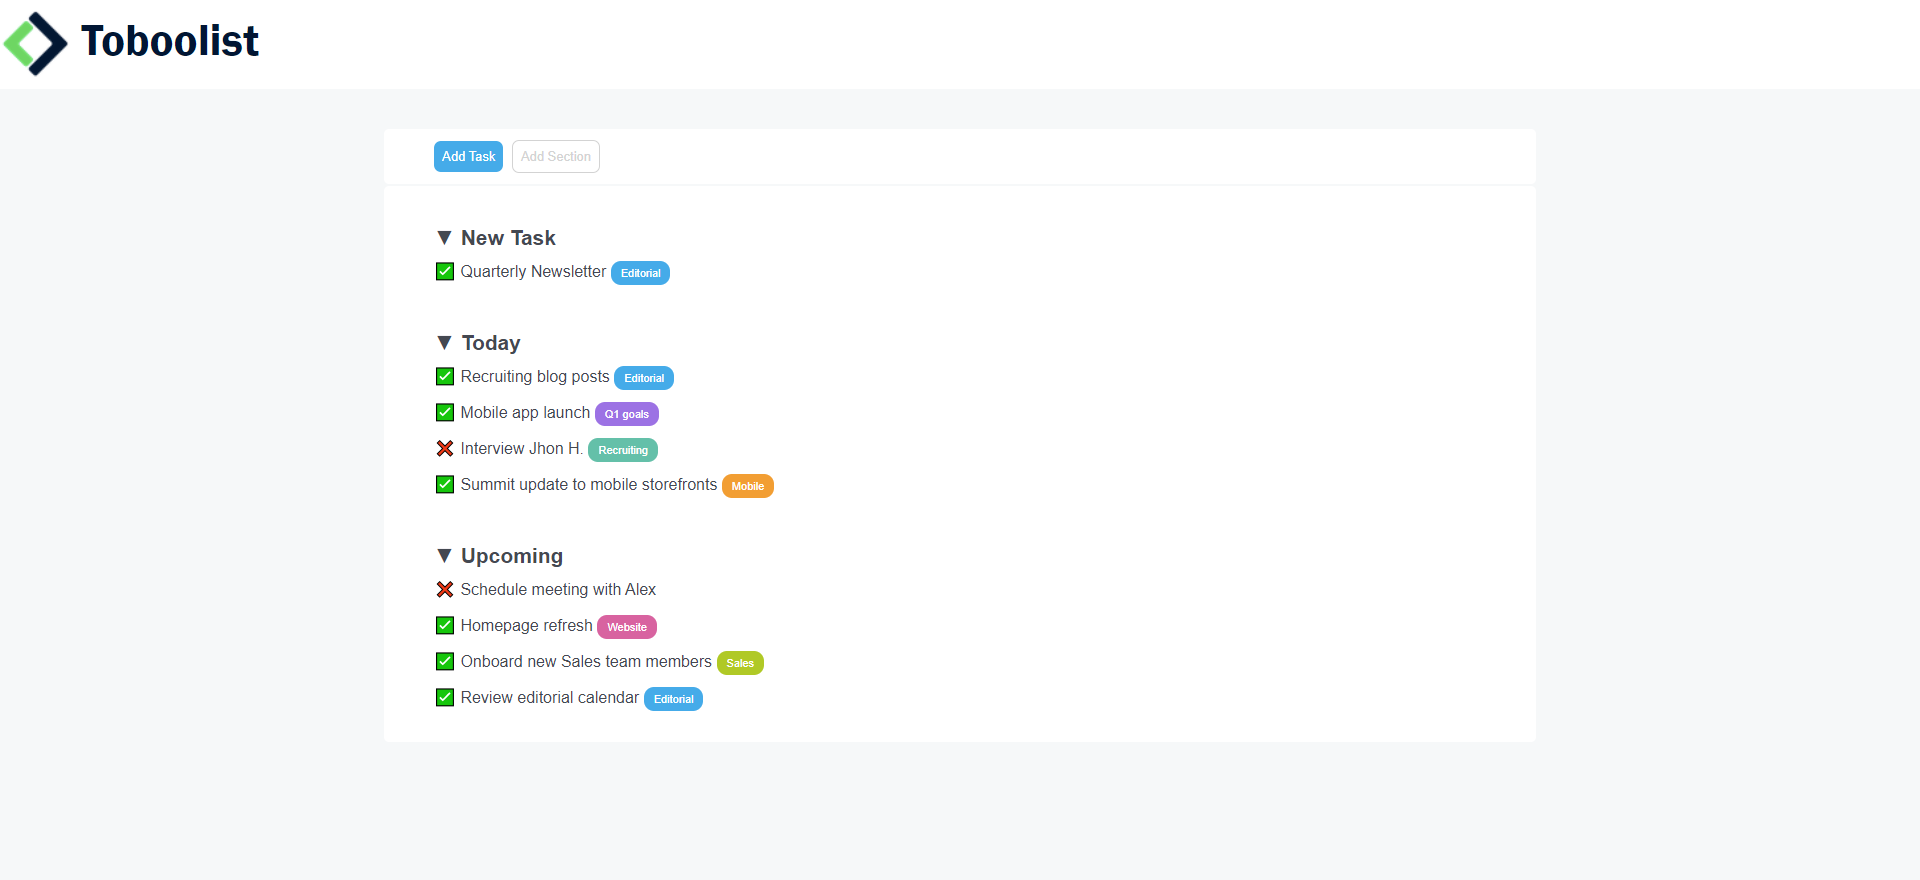 Toboolist
Add Task Add Section
▼ New Task
✅ Quarterly Newsletter Editorial
▼ Today
✅ Recruiting blog posts Editorial
✅ Mobile app launch Q1 goals
❌ Interview Jhon H. Recruiting
✅ Summit update to mobile storefronts Mobile
▼ Upcoming
❌ Schedule meeting with Alex
✅ Homepage refresh Website
✅ Onboard new Sales team members Sales
✅ Review editorial calendar Editorial